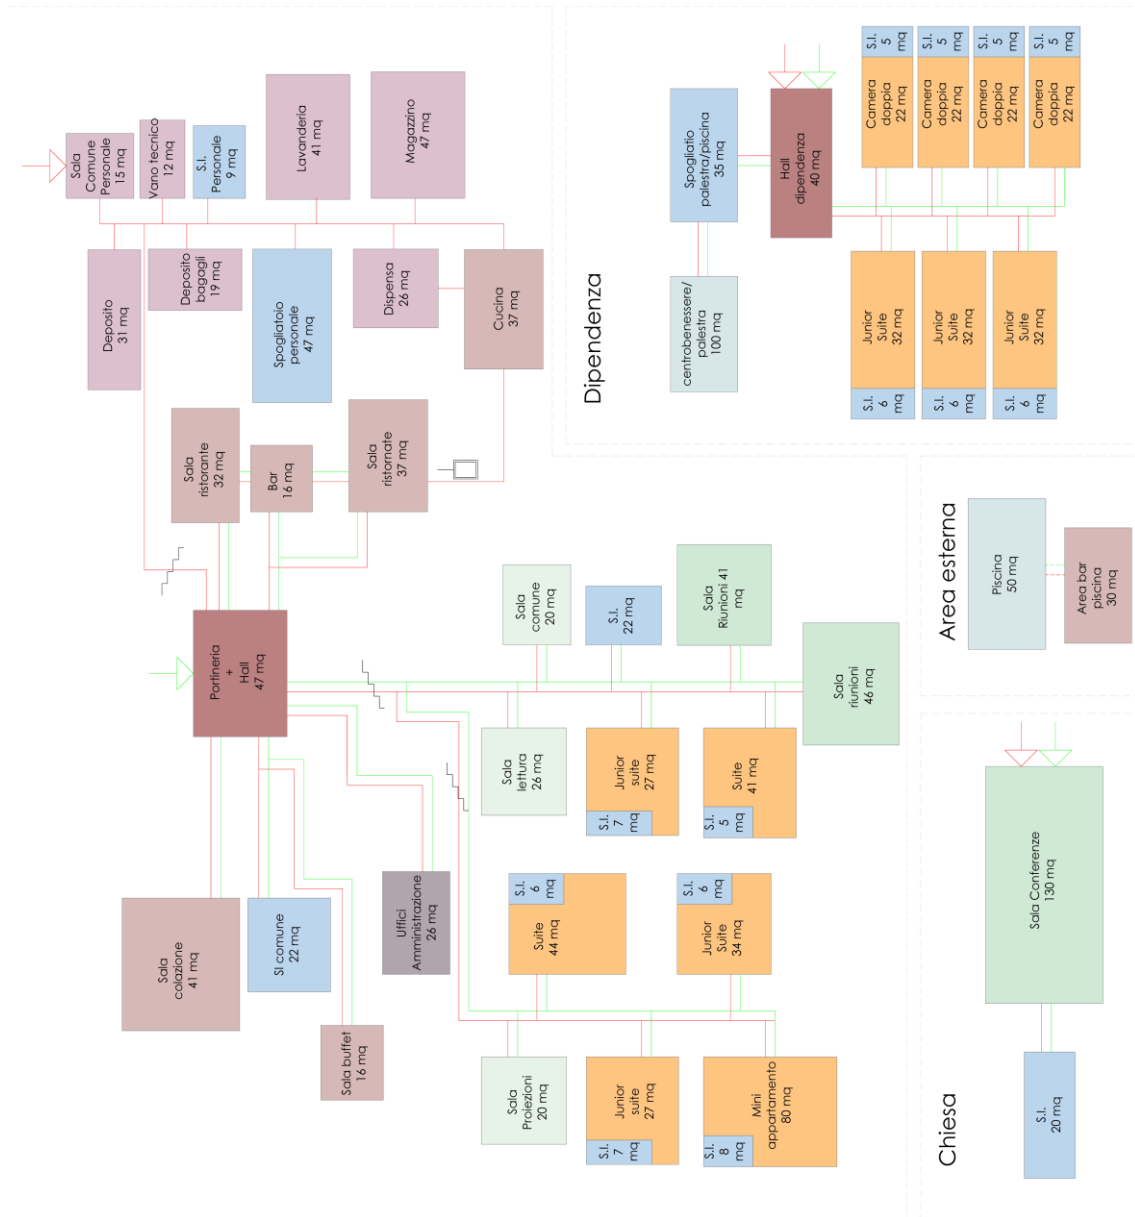 Sala
Comune
Personale
15 mq
Vano tecnico
12 mq
S.I.
Personale
9 mq
Lavanderia
41 mq
Magazzino
47 mq
Deposito
31 mq
Deposito
bagagli
19 mq
Spogliatoio
personale
47 mq
Dispensa
26 mq
Cucina
37 mq
Sala
ristorante
32 mq
Bar
16 mq
Sala
ristornate
37 mq
Portineria
+
Hall
47 mq
Sala
comune
20 mq
S.I.
22 mq
Sala
Riunioni 41
mq
Sala
riunioni
46 mq
Sala
lettura
26 mq
Junior
suite
27 mq
S.I.
7
mq
Suite
41 mq
S.I.
5
mq
Sala
colazione
41 mq
SI comune
22 mq
Sala buffet
16 mq
Uffici
Amministrazione
26 mq
Suite
44 mq
S.I.
6
mq
Junior
Suite
34 mq
S.I.
6
mq
Sala
Proiezioni
20 mq
Junior
suite
27 mq
S.I.
7
mq
Mini
appartamento
80 mq
S.I.
8
mq
Dipendenza
Spogliatio
palestra/piscina
35 mq
Hall
dipendenza
40 mq
centrobenessere/
palestra
100 mq
S.I.
5
mq
Camera
doppia
22 mq
S.I.
5
mq
Camera
doppia
22 mq
S.I.
5
mq
Camera
doppia
22 mq
S.I.
5
mq
Camera
doppia
22 mq
Junior
Suite
32 mq
S.I.
6
mq
Junior
Suite
32 mq
S.I.
6
mq
Junior
Suite
32 mq
S.I.
6
mq
Area esterna
Piscina
50 mq
Area bar
piscina
30 mq
Chiesa
Sala Conferenze
130 mq
S.I.
20 mq